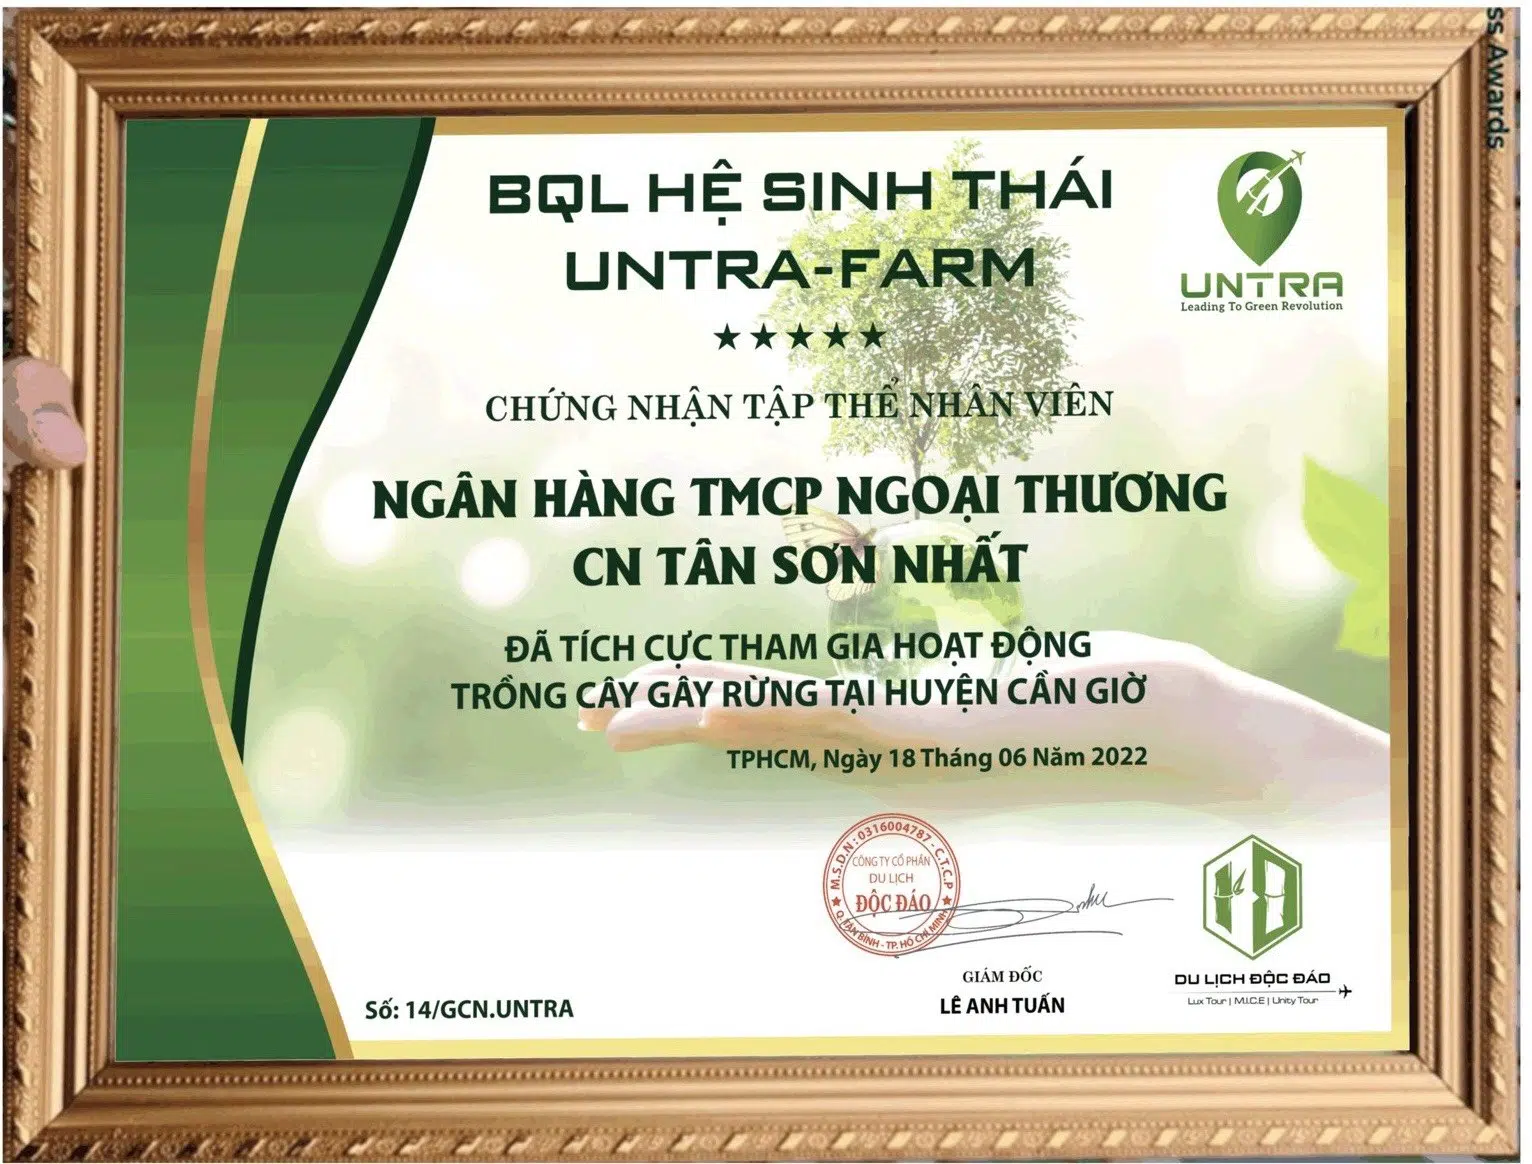 ss Awards
BQL HỆ SINH THÁI
UNTRA-FARM
UNTRA
Leading To Green Revolution
CHỨNG NHẬN TẬP THỂ NHÂN VIÊN
NGÂN HÀNG TMCP NGOẠI THƯƠNG
CN TÂN SƠN NHẤT
ĐÃ TÍCH CỰC THAM GIA HOẠT ĐỘNG
TRỒNG CÂY GÂY RỪNG TẠI HUYỆN CẦN GIỜ
TPHCM, Ngày 18 Tháng 06 Năm 2022
M.S.D.N: 0316004787 - C.T.C.P
CÔNG TY CỔ PHẦN
DU LỊCH
ĐỘC ĐÁO
Q. TÂN BÌNH - TP. HỒ CHÍ MINH
GIÁM ĐỐC
LÊ ANH TUẤN
Số: 14/GCN.UNTRA
DU LỊCH ĐỘC ĐÁO
Lux Tour | M.I.C.E | Unity Tour